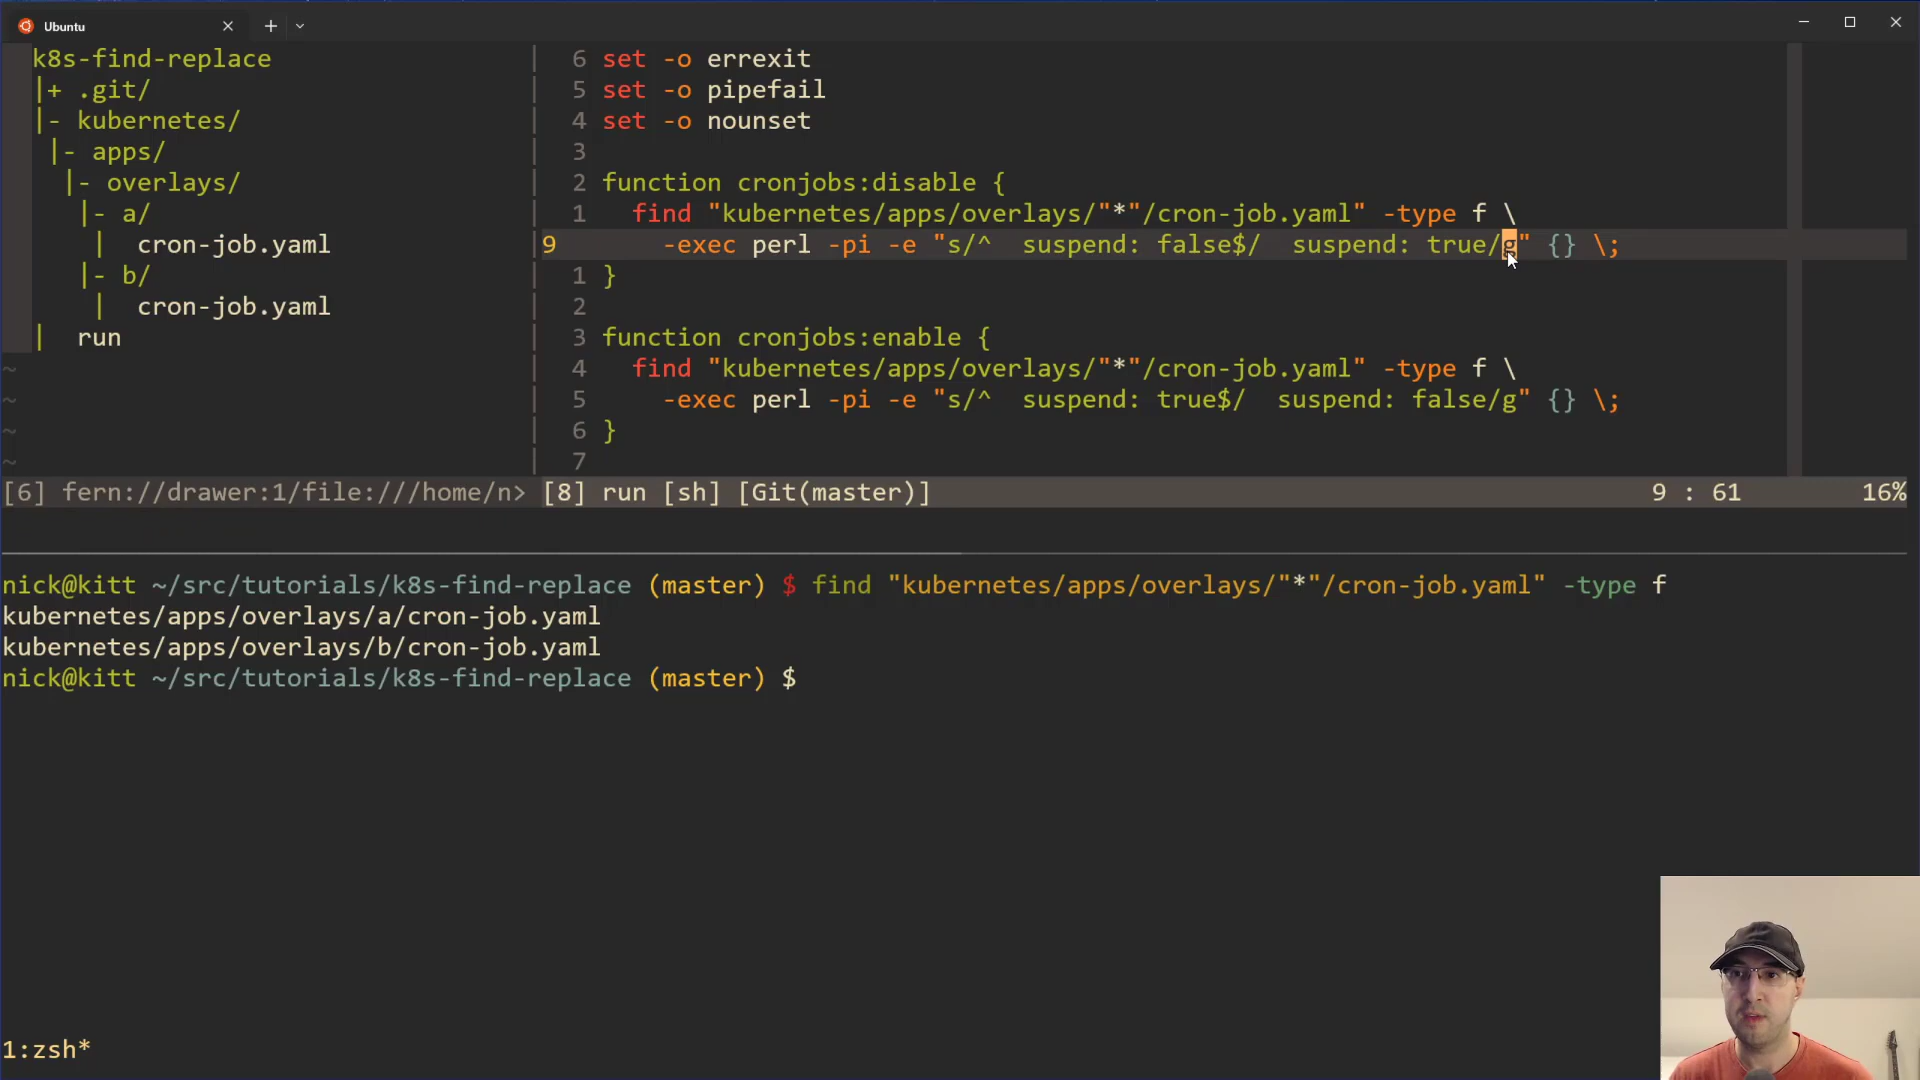 Ubuntu
k8s-find-replace
|+ .git/
|- kubernetes/
|- apps/
|- overlays/
|- a/
| cron-job.yaml
|- b/
| cron-job.yaml
| run
~
~
~
~
6 set -o errexit
5 set -o pipefail
4 set -o nounset
3
2 function cronjobs:disable {
1 find "kubernetes/apps/overlays/"*"/cron-job.yaml" -type f \
9 -exec perl -pi -e "s/^  suspend: false$/  suspend: true/g" {} \;
1 }
2
3 function cronjobs:enable {
4 find "kubernetes/apps/overlays/"*"/cron-job.yaml" -type f \
5 -exec perl -pi -e "s/^  suspend: true$/  suspend: false/g" {} \;
6 }
7
[6] fern://drawer:1/file:///home/n> [8] run [sh] [Git(master)] 9 : 61 16%
nick@kitt ~/src/tutorials/k8s-find-replace (master) $ find "kubernetes/apps/overlays/"*"/cron-job.yaml" -type f
kubernetes/apps/overlays/a/cron-job.yaml
kubernetes/apps/overlays/b/cron-job.yaml
nick@kitt ~/src/tutorials/k8s-find-replace (master) $
1:zsh*